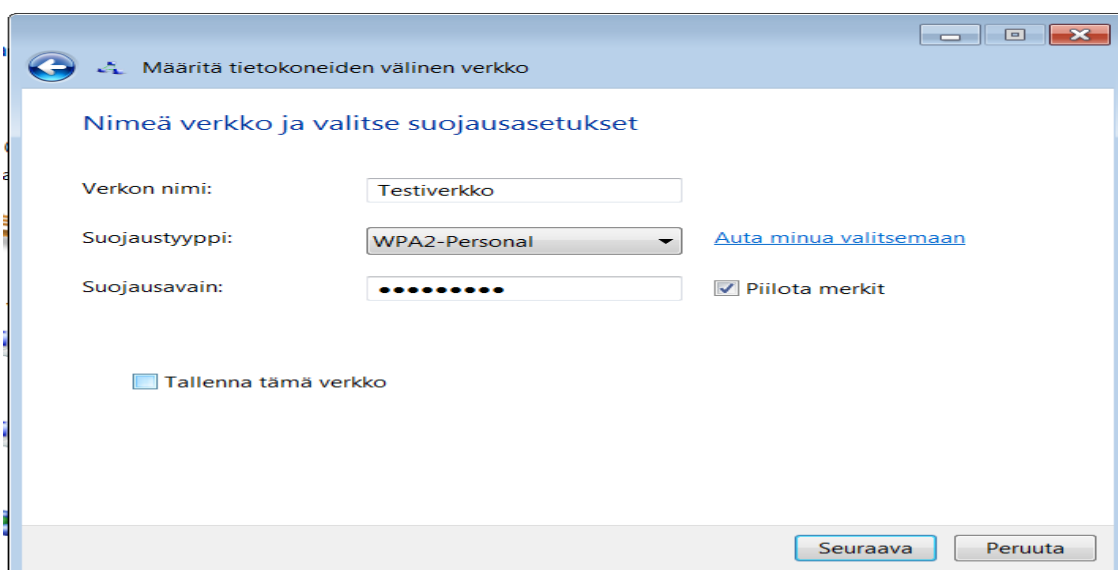 Määritä tietokoneiden välinen verkko
Nimeä verkko ja valitse suojausasetukset
Verkon nimi: Testiverkko
Suojaustyyppi: WPA2-Personal Auta minua valitsemaan
Suojausavain: ●●●●●●●●● Piilota merkit
Tallenna tämä verkko
Seuraava Peruuta